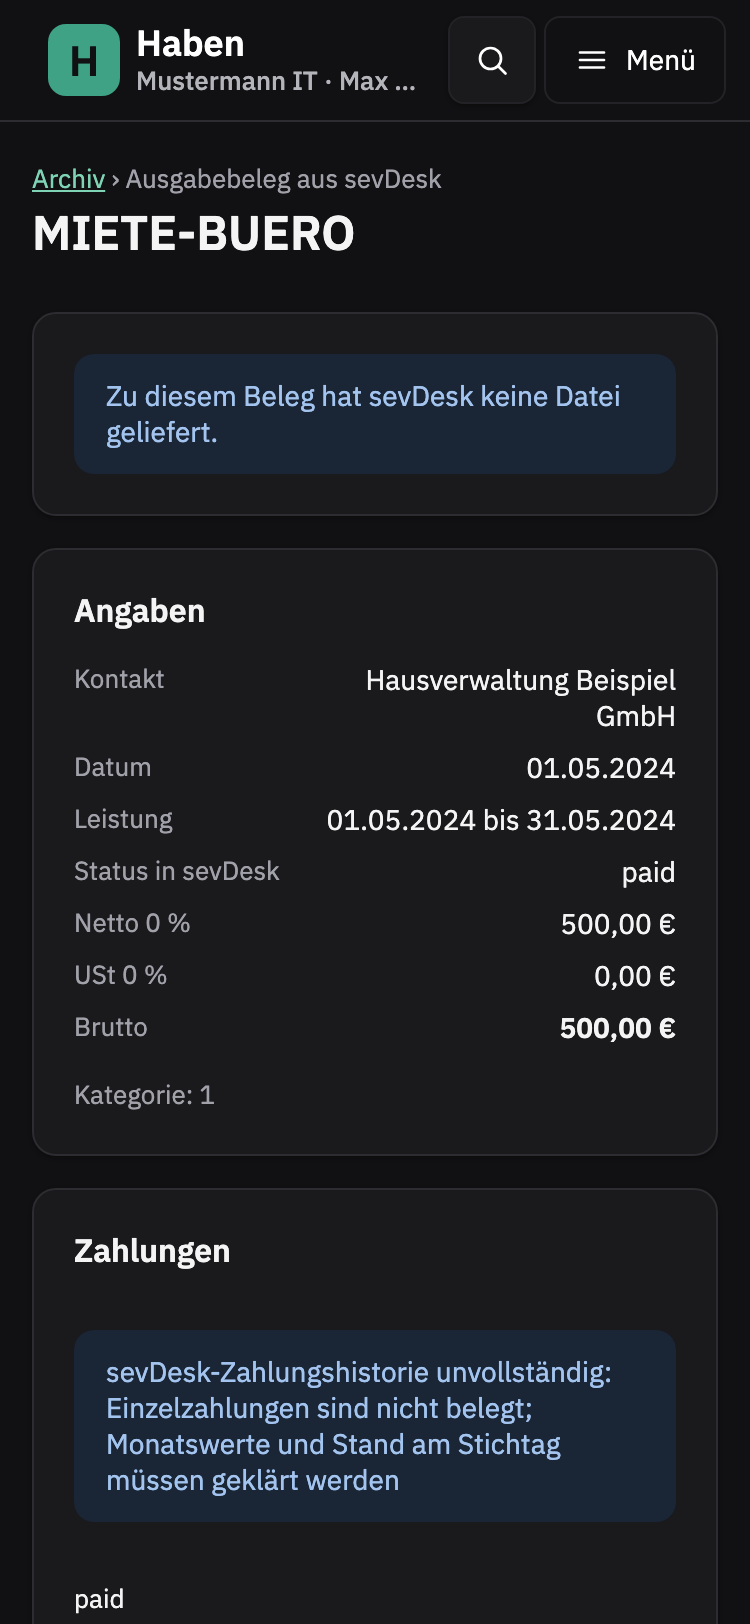 H
Haben
Mustermann IT · Max ...
Menü
Archiv › Ausgabebeleg aus sevDesk
MIETE-BUERO
Zu diesem Beleg hat sevDesk keine Datei
geliefert.
Angaben
Kontakt Hausverwaltung Beispiel
GmbH
Datum 01.05.2024
Leistung 01.05.2024 bis 31.05.2024
Status in sevDesk paid
Netto 0 % 500,00 €
USt 0 % 0,00 €
Brutto 500,00 €
Kategorie: 1
Zahlungen
sevDesk-Zahlungshistorie unvollständig:
Einzelzahlungen sind nicht belegt;
Monatswerte und Stand am Stichtag
müssen geklärt werden
paid